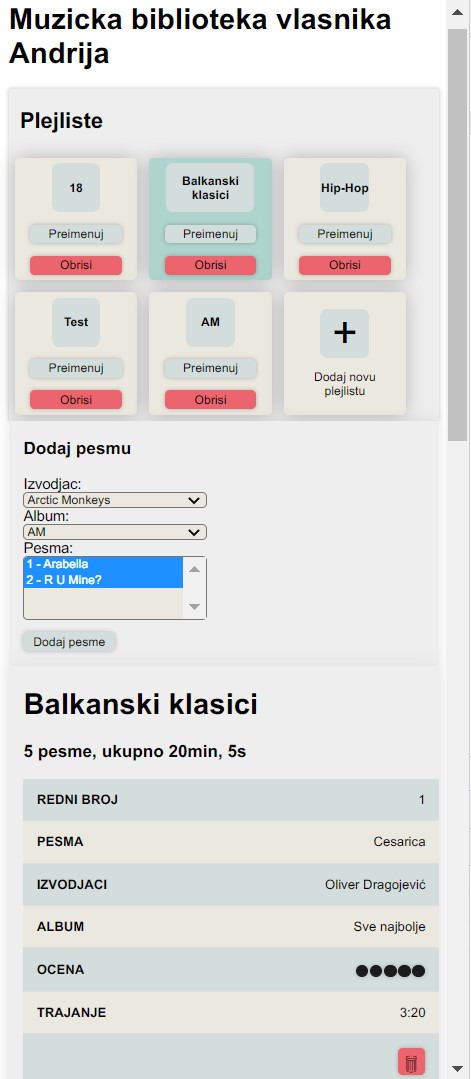 Muzicka biblioteka vlasnika
Andrija
Plejliste
18
Preimenuj
Obrisi
Balkanski
klasici
Preimenuj
Obrisi
Hip-Hop
Preimenuj
Obrisi
Test
Preimenuj
Obrisi
AM
Preimenuj
Obrisi
+
Dodaj novu
plejlistu
Dodaj pesmu
Izvodjac:
Arctic Monkeys
Album:
AM
Pesma:
1 - Arabella
2 - R U Mine?
Dodaj pesme
Balkanski klasici
5 pesme, ukupno 20min, 5s
REDNI BROJ 1
PESMA Cesarica
IZVODJACI Oliver Dragojević
ALBUM Sve najbolje
OCENA
TRAJANJE 3:20